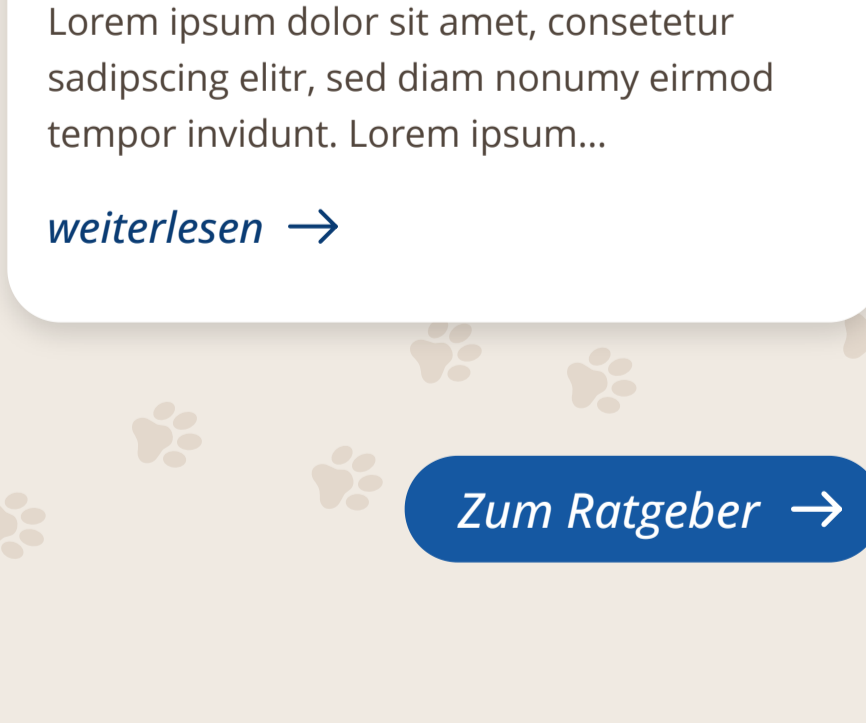 Lorem ipsum dolor sit amet, consetetur
sadipscing elitr, sed diam nonumy eirmod
tempor invidunt. Lorem ipsum...
weiterlesen
Zum Ratgeber